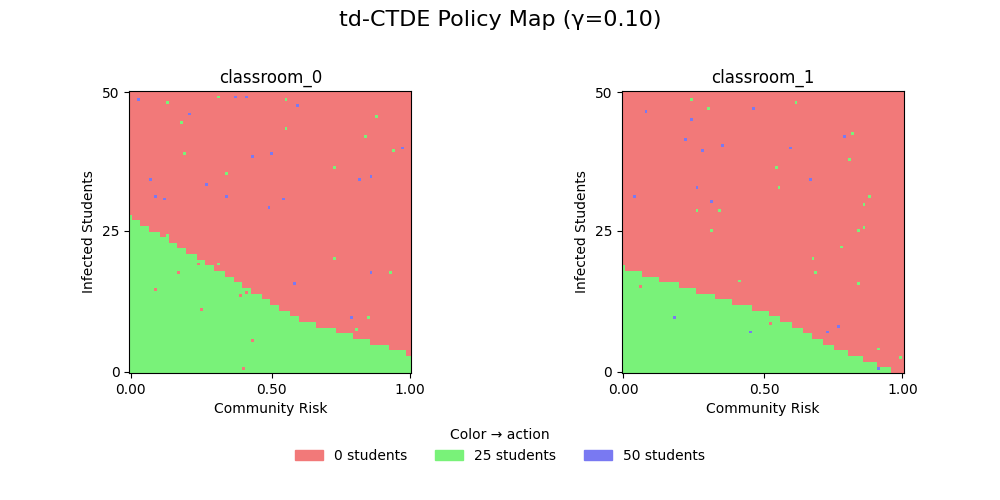 td-CTDE Policy Map (γ=0.10)
classroom_0
classroom_1
50
25
0
Infected Students
0.00
0.50
1.00
Community Risk
50
25
0
Infected Students
0.00
0.50
1.00
Community Risk
Color → action
0 students
25 students
50 students